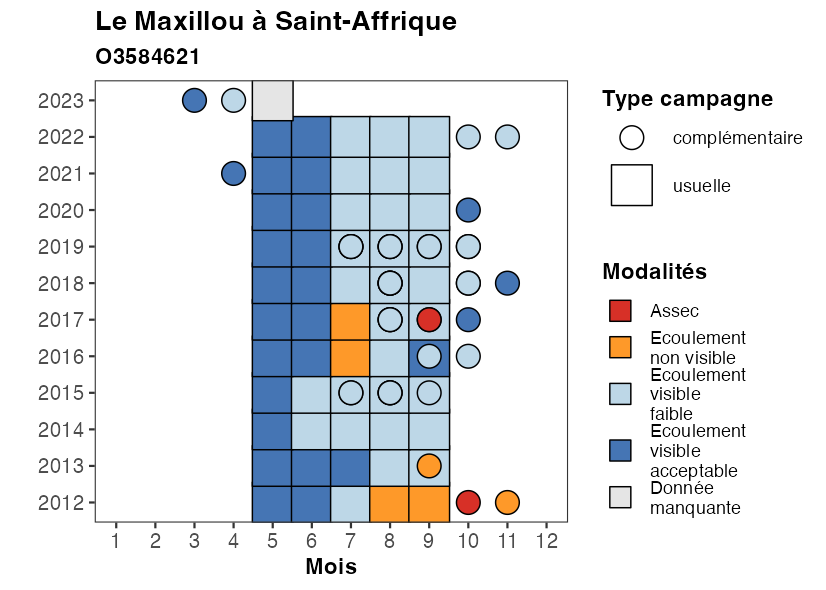 Le Maxillou à Saint-Affrique
O3584621
2023
2022
2021
2020
2019
2018
2017
2016
2015
2014
2013
2012
1 2 3 4 5 6 7 8 9 10 11 12
Mois
Type campagne
complémentaire
usuelle
Modalités
Assec
Ecoulement
non visible
Ecoulement
visible
faible
Ecoulement
visible
acceptable
Donnée
manquante